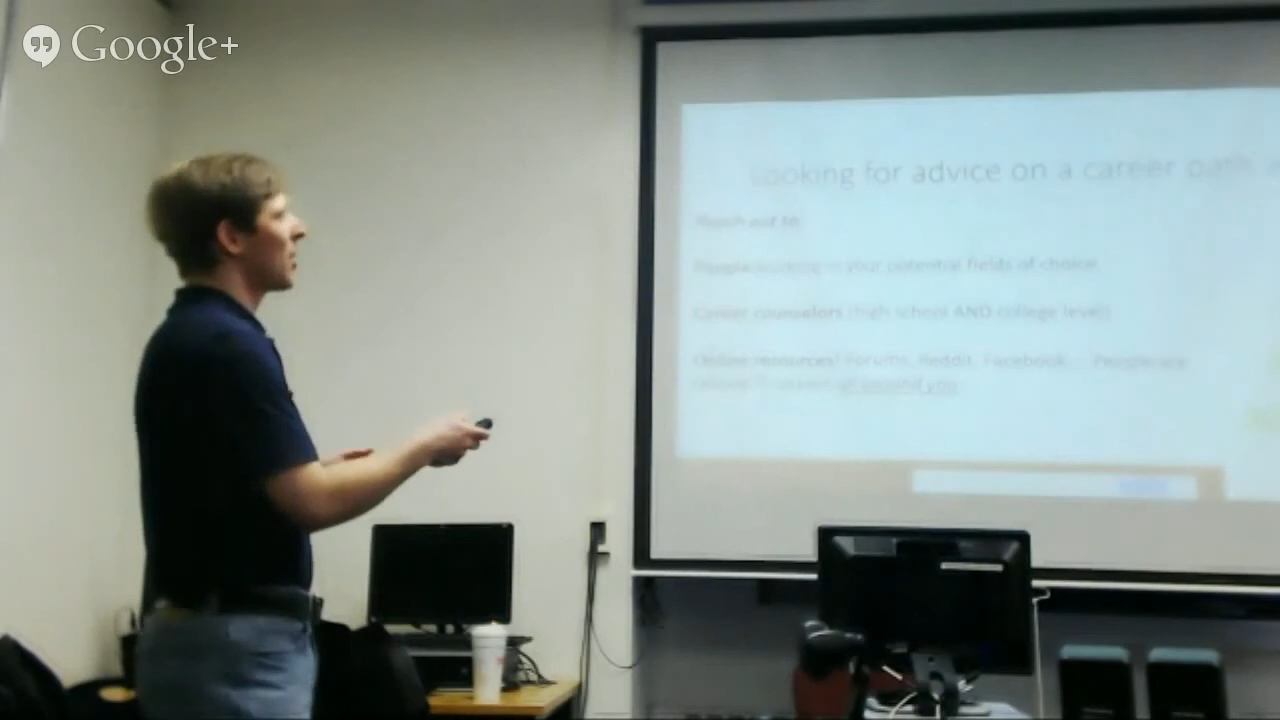 Google+
Looking for advice on a career path
Reach out to:
People working in your potential fields of choice
Career counselors (high school AND college level)
Online resources! Forums, Reddit, Facebook... People are
all around you